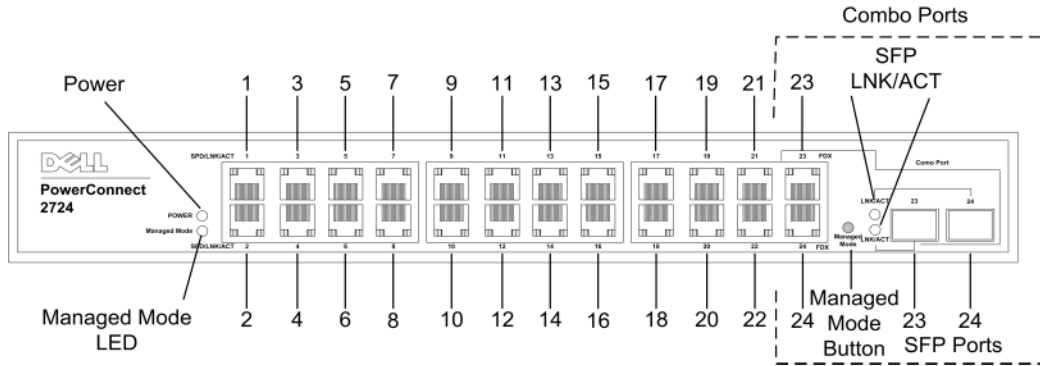 Combo Ports
SFP
LNK/ACT
Power
1 3 5 7 9 11 13 15 17 19 21 23
DELL
PowerConnect
2724
SPD/LNK/ACT 1 3 5 7 9 11 13 15 17 19 21 23 FDX
Como Port
LNK/ACT 23 24
POWER
Managed Mode
Managed
Mode
LNK/ACT
SPD/LNK/ACT 2 4 6 8 10 12 14 16 18 20 22 24 FDX
2 4 6 8 10 12 14 16 18 20 22 24
Managed Mode
LED
Managed
Mode
Button
23 24
SFP Ports